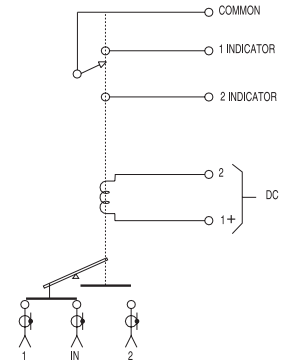 COMMON
1 INDICATOR
2 INDICATOR
2
DC
1+
1 IN 2